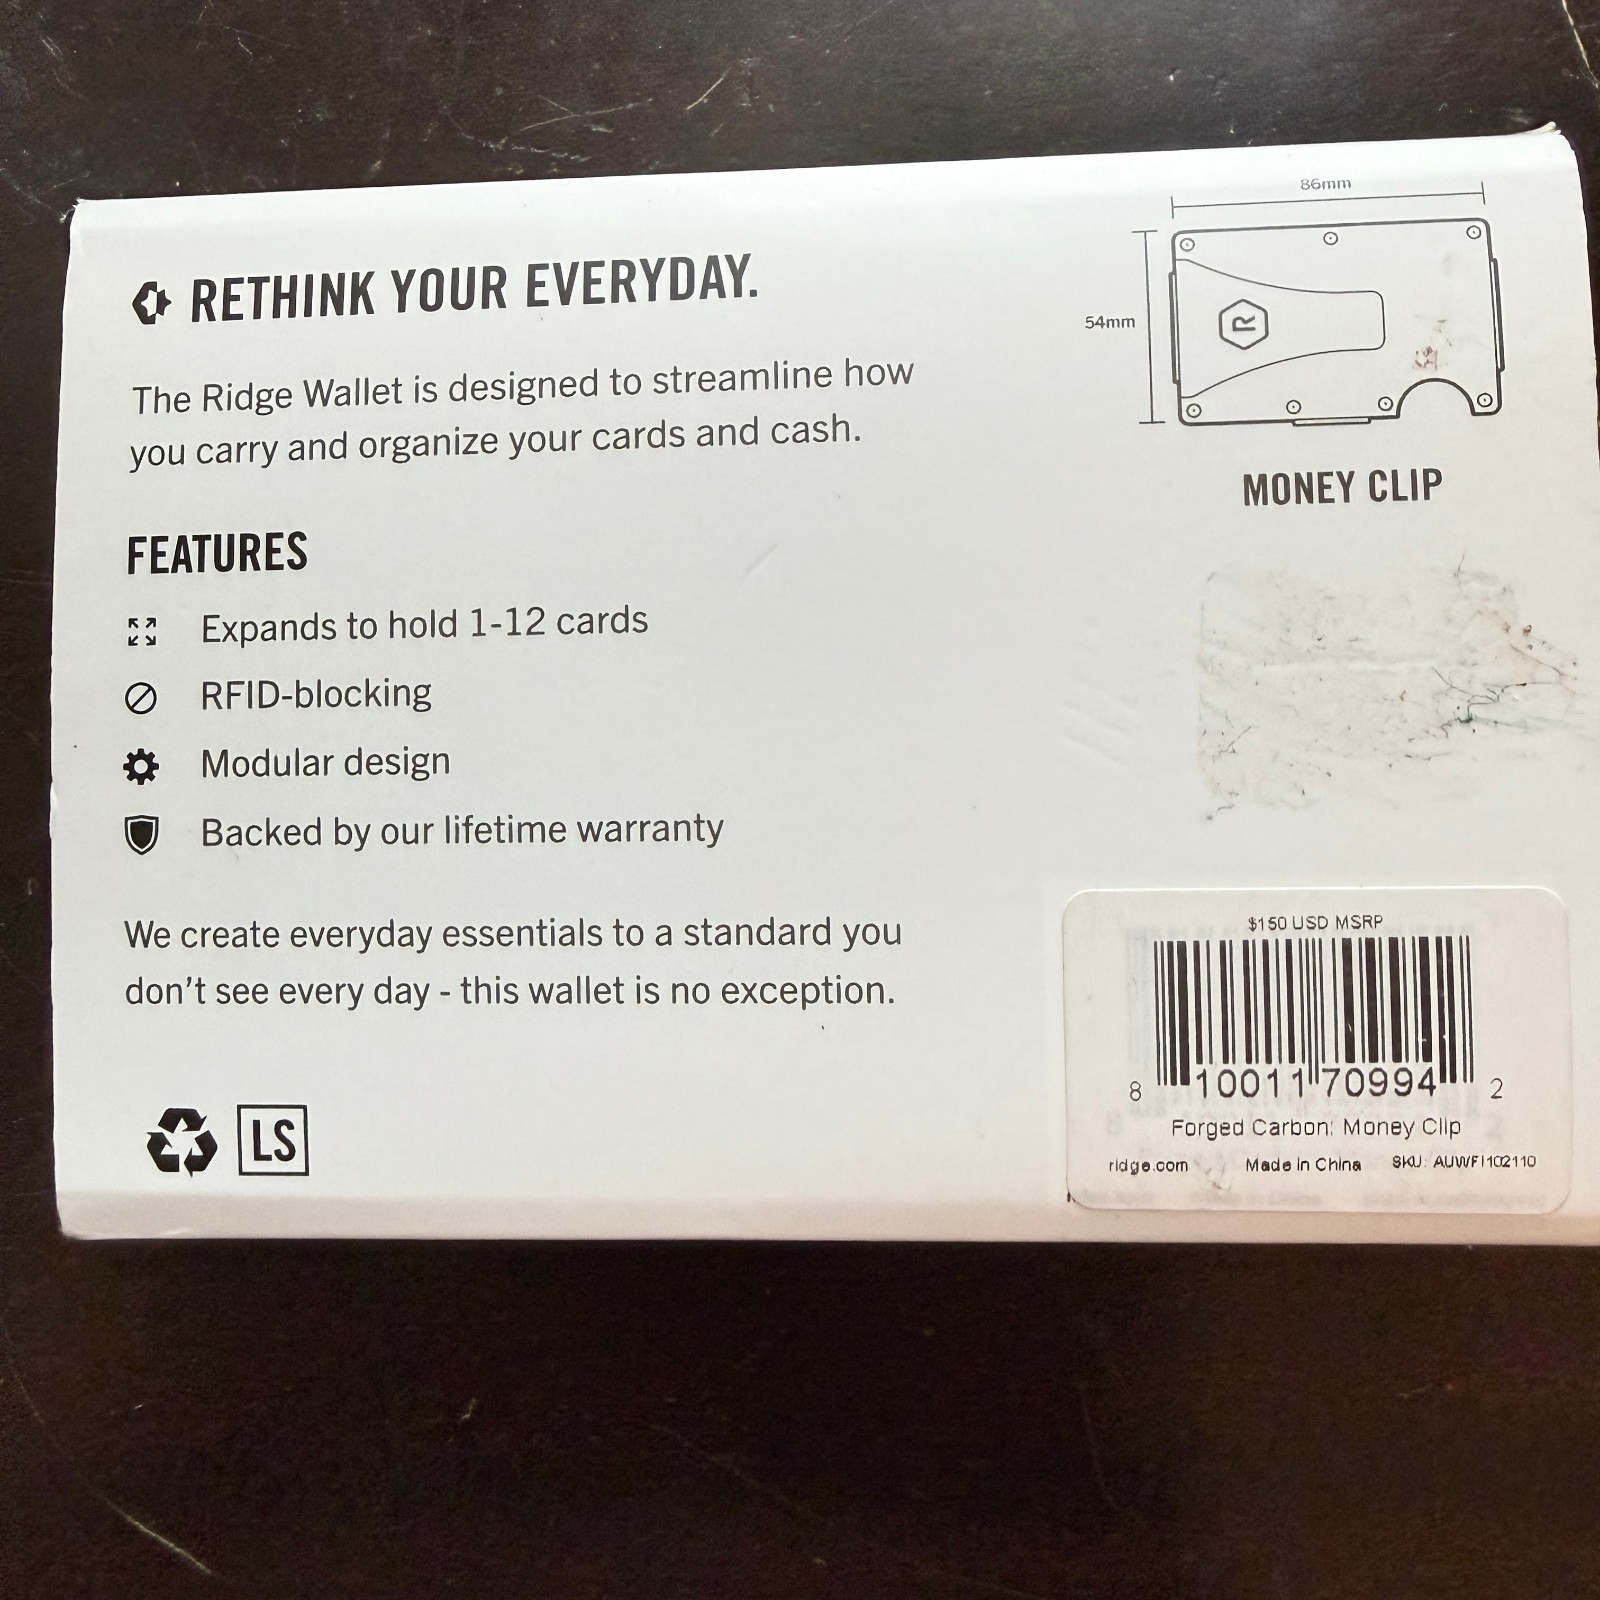 RETHINK YOUR EVERYDAY.
The Ridge Wallet is designed to streamline how
you carry and organize your cards and cash.
FEATURES
Expands to hold 1-12 cards
RFID-blocking
Modular design
Backed by our lifetime warranty
We create everyday essentials to a standard you
don't see every day - this wallet is no exception.
LS
86mm
54mm
R
MONEY CLIP
$150 USD MSRP
8 10011 70994 2
Forged Carbon: Money Clip
ridge.com Made in China SKU: AUWFI102110